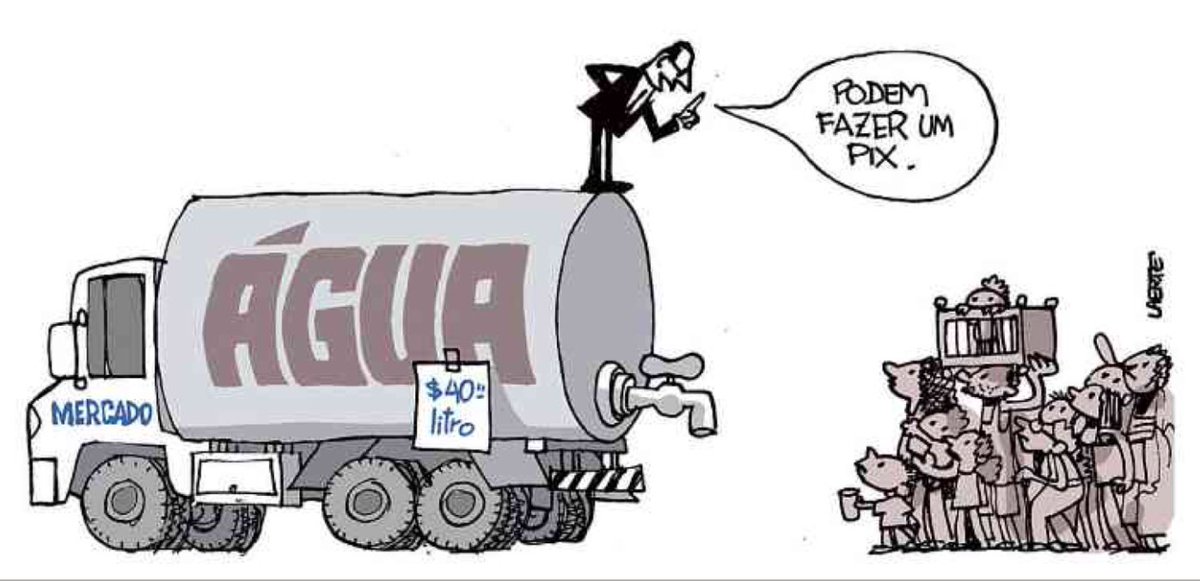 PODEM
FAZER UM
PIX.
ÁGUA
MERCADO
$40,00
litro
LAERTE